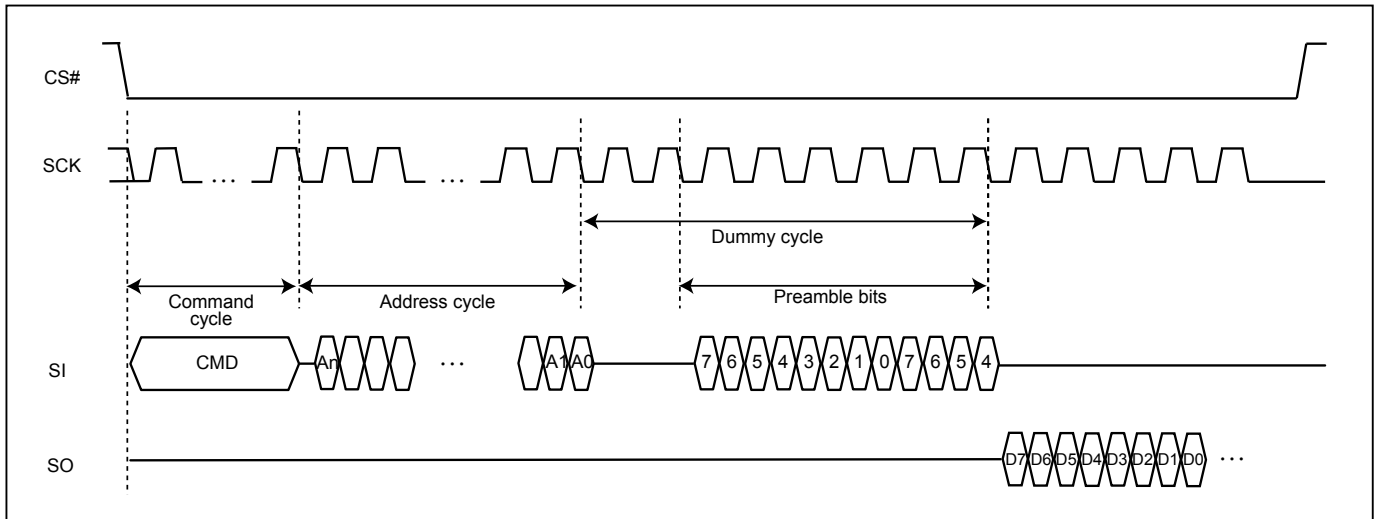 CS#
SCK
... ...
Dummy cycle
Command
cycle
Address cycle
Preamble bits
SI
CMD
An
...
A1
A0
7
6
5
4
3
2
1
0
7
6
5
4
SO
D7
D6
D5
D4
D3
D2
D1
D0
...